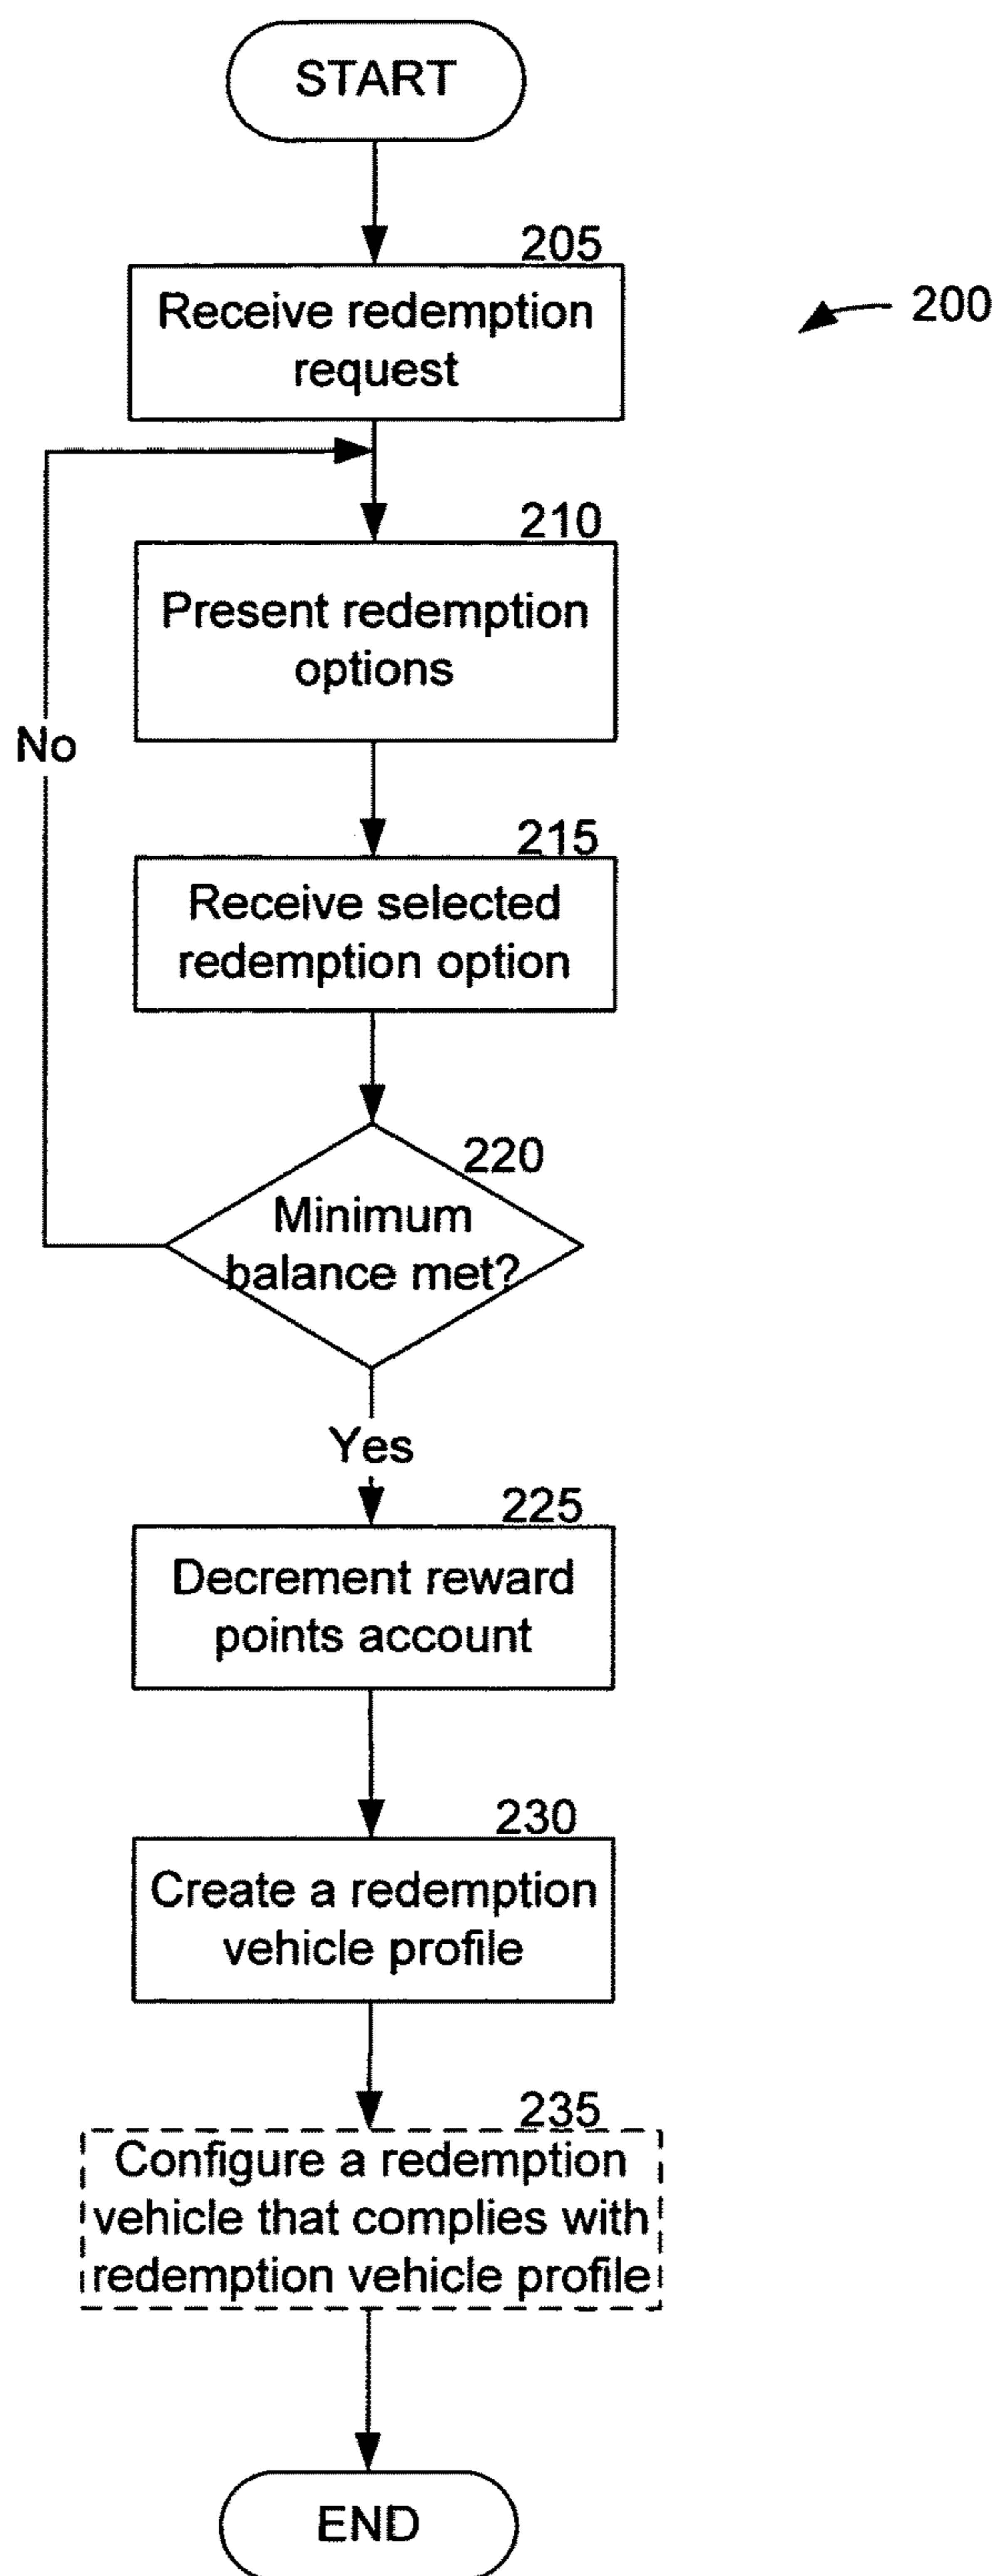 START
205
Receive redemption
request
200
210
Present redemption
options
No
215
Receive selected
redemption option
220
Minimum
balance met?
Yes
225
Decrement reward
points account
230
Create a redemption
vehicle profile
235
Configure a redemption
vehicle that complies with
redemption vehicle profile
END